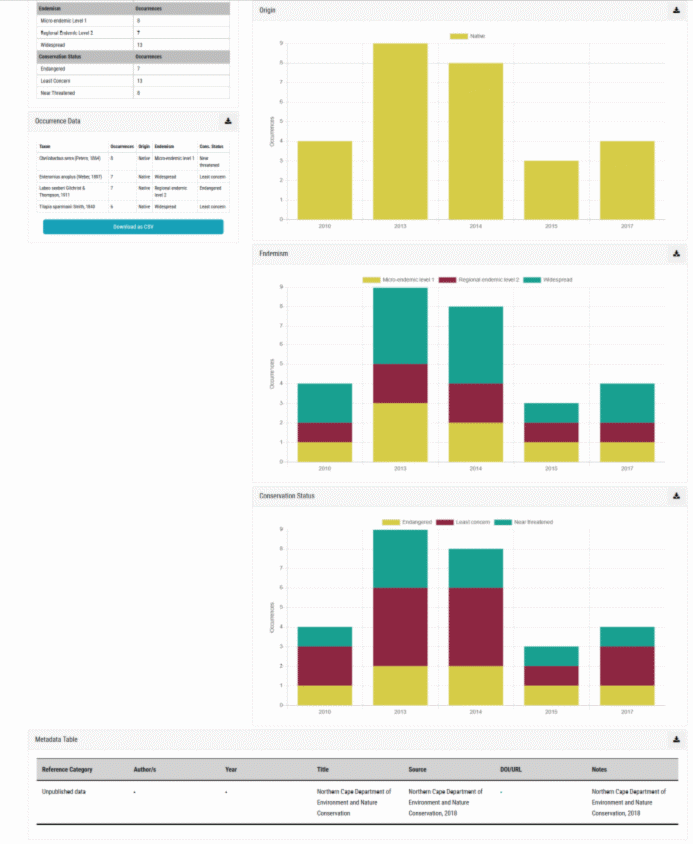 Endemism Occurrences
Micro-endemic Level 1 8
Regional Endemic Level 2 7
Widespread 13
Conservation Status Occurrences
Endangered 7
Least Concern 13
Near Threatened 8
Occurrence Data
Taxon Occurrences Origin Endemism Cons. Status
(Peters, 1864) 8 Native Micro-endemic level 1 Near
threatened
Enteromius anoplus (Weber, 1897) 7 Native Widespread Least concern
Labeo seeberi Gilchrist & 7 Native Regional endemic Endangered
Thompson, 1911 level 2
Tilapia sparrmanii Smith, 1840 6 Native Widespread Least concern
Download as CSV
Origin
Native
9
8
7
6
5
4
3
2
1
0
Occurrences
2010 2013 2014 2015 2017
Endemism
Micro-endemic level 1 Regional endemic level 2 Widespread
9
8
7
6
5
4
3
2
1
0
Occurrences
2010 2013 2014 2015 2017
Conservation Status
Endangered Least concern Near threatened
9
8
7
6
5
4
3
2
1
0
Occurrences
2010 2013 2014 2015 2017
Metadata Table
Reference Category Author/s Year Title Source DOI/URL Notes
Unpublished data - - Northern Cape Department of Northern Cape Department of - Northern Cape Department of
Environment and Nature Environment and Nature Environment and Nature
Conservation Conservation, 2018 Conservation, 2018